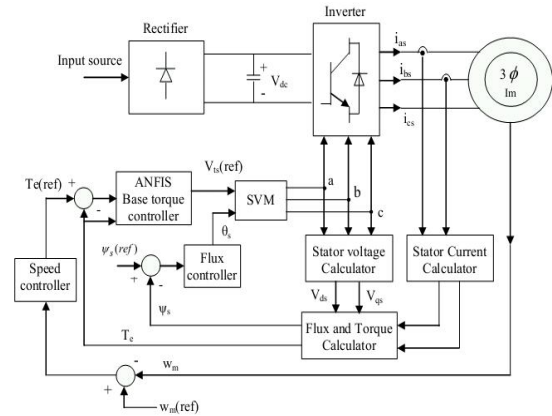 Rectifier
Inverter
Input source
+
V_dc
-
i_as
i_bs
i_cs
3 ϕ
Im
a
b
c
Te(ref)
+
-
ANFIS
Base torque
controller
V_ts(ref)
SVM
θ_s
ψ_s(ref)
+
-
Flux
controller
Speed
controller
Stator voltage
Calculator
Stator Current
Calculator
V_ds
V_qs
ψ_s
T_e
Flux and Torque
Calculator
w_m
-
+
w_m(ref)